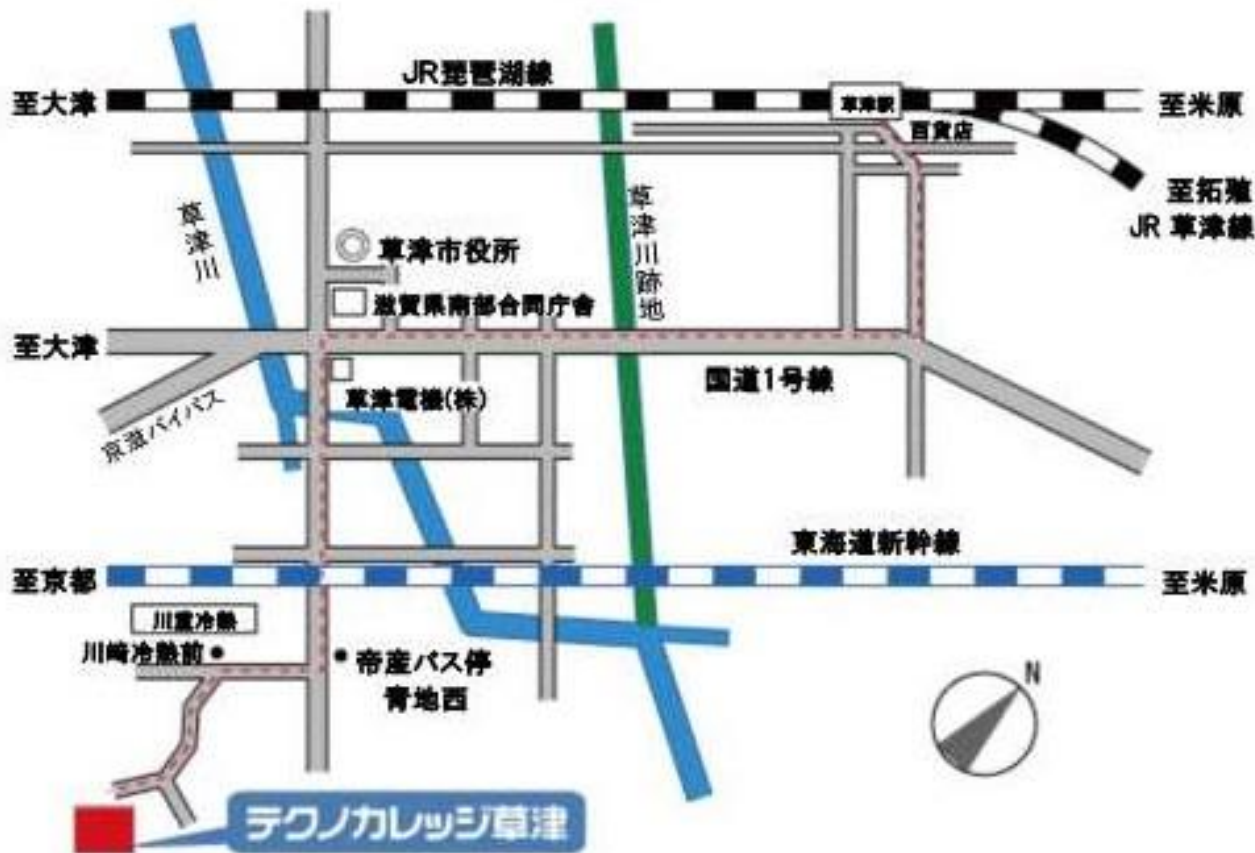 JR琵琶湖線
至大津
草津駅
至米原
百貨店
至拓殖
JR 草津線
草津川
草津川跡地
草津市役所
滋賀県南部合同庁舎
至大津
国道1号線
草津電機(株)
京滋バイパス
東海道新幹線
至京都
至米原
川重冷熱
川崎冷熱前
帝産バス停
青地西
N
テクノカレッジ草津